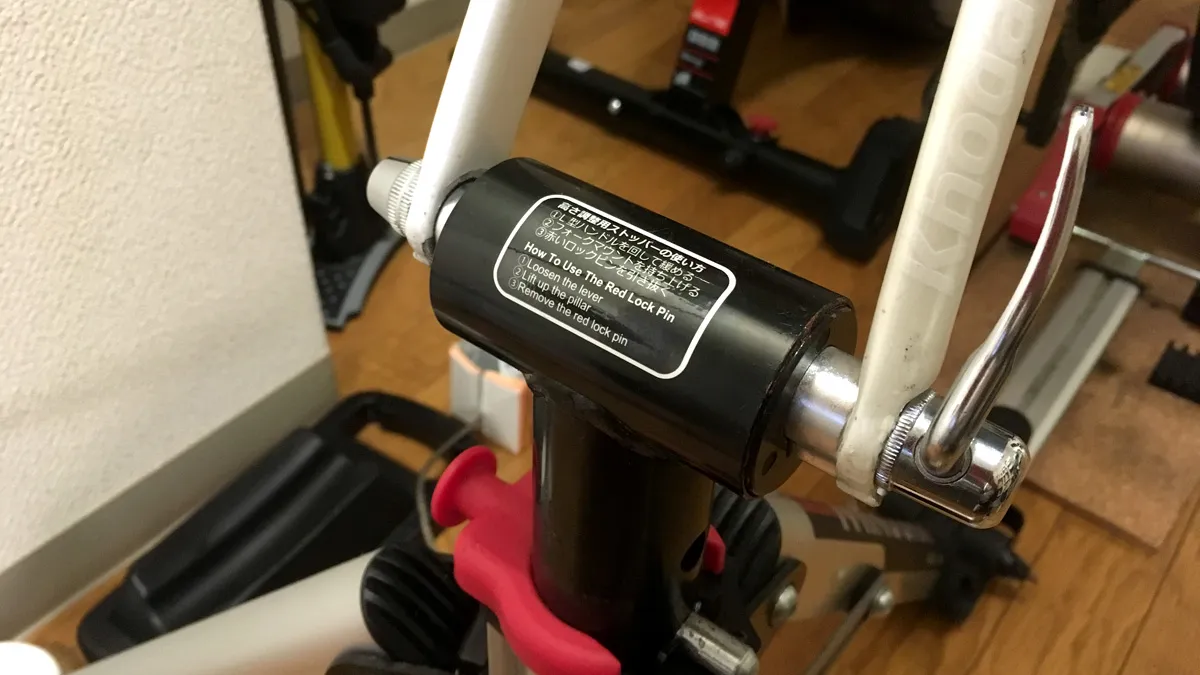 高さ調整用ストッパーの使い方
①L型ハンドルを回して緩める
②フォークマウントを持ち上げる
③赤いロックピンを引き抜く
How To Use The Red Lock Pin
①Loosen the lever
②Lift up the pillar
③Remove the red lock pin